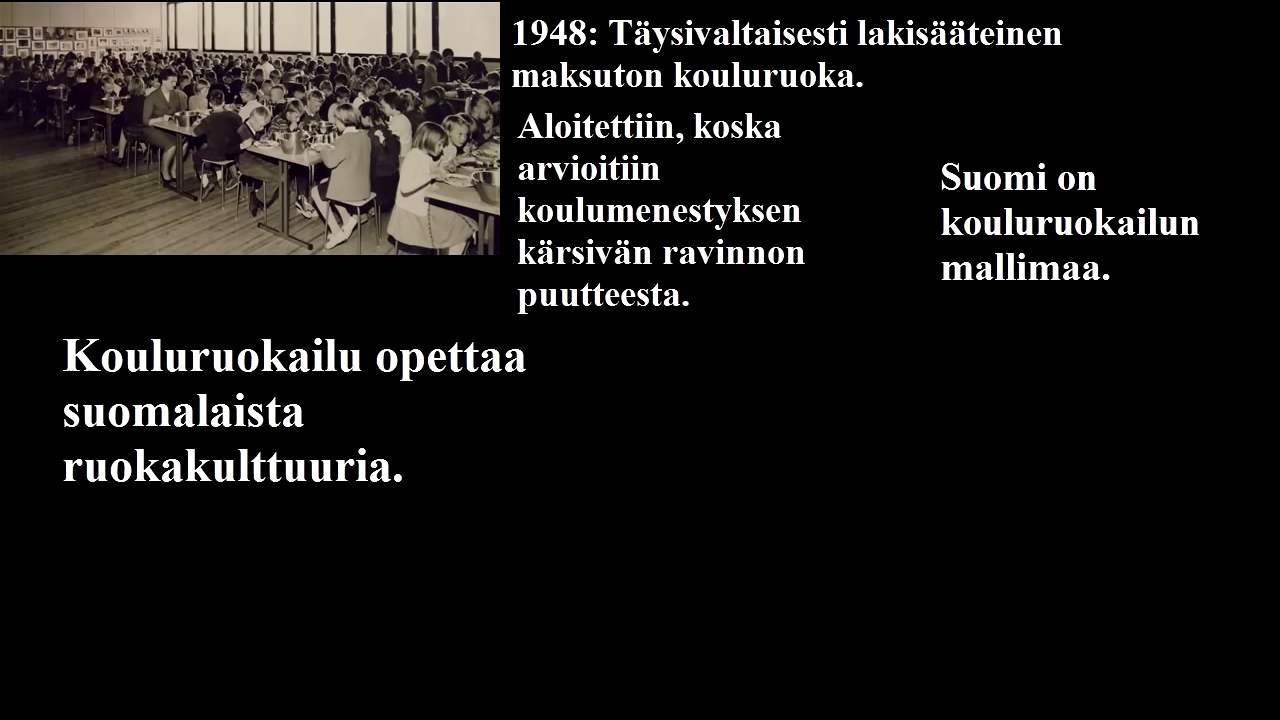 1948: Täysivaltaisesti lakisääteinen
maksuton kouluruoka.
Aloitettiin, koska
arvioitiin
koulumenestyksen
kärsivän ravinnon
puutteesta.
Suomi on
kouluruokailun
mallimaa.
Kouluruokailu opettaa
suomalaista
ruokakulttuuria.